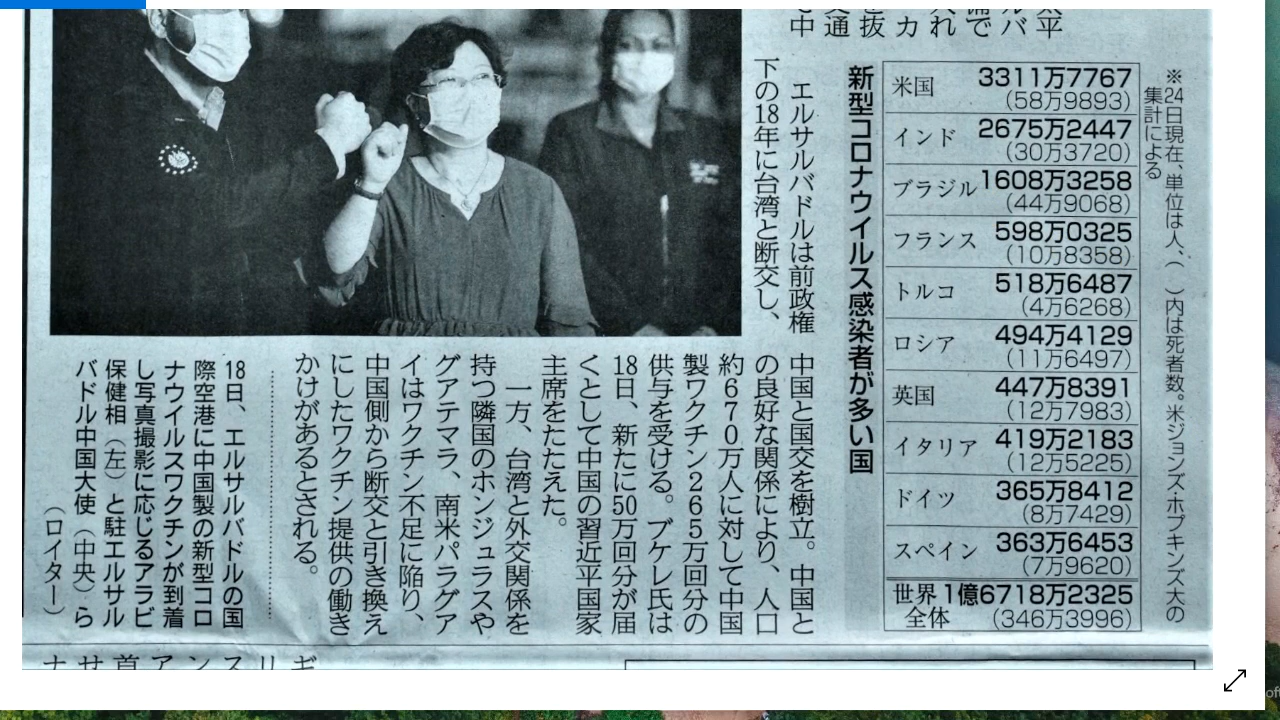 新型コロナウイルス感染者が多い国
米国 3311万7767
(58万9893)
インド 2675万2447
(30万3720)
ブラジル 1608万3258
(44万9068)
フランス 598万0325
(10万8358)
トルコ 518万6487
(4万6268)
ロシア 494万4129
(11万6497)
英国 447万8391
(12万7983)
イタリア 419万2183
(12万5225)
ドイツ 365万8412
(8万7429)
スペイン 363万6453
(7万9620)
世界全体 1億6718万2325
(346万3996)
※24日現在、単位は人、( )内は死者数。米ジョンズ・ホプキンズ大の
集計による
エルサルバドルは前政権
下の18年に台湾と断交し、
中国と国交を樹立。中国と
の良好な関係により、人口
約670万人に対して中国
製ワクチン265万回分の
供与を受ける。ブケレ氏は
18日、新たに50万回分が届
くとして中国の習近平国家
主席をたたえた。
一方、台湾と外交関係を
持つ隣国のホンジュラスや
グアテマラ、南米パラグア
イはワクチン不足に陥り、
中国側から断交と引き換え
にしたワクチン提供の働き
かけがあるとされる。
18日、エルサルバドルの国
際空港に中国製の新型コロ
ナウイルスワクチンが到着
し写真撮影に応じるアラビ
保健相(左)と駐エルサル
バドル中国大使(中央)ら
(ロイター)